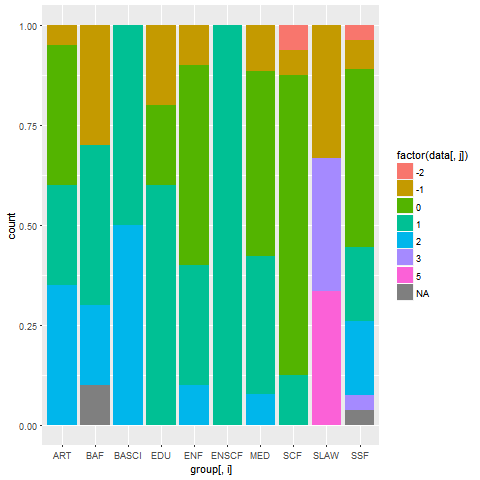 1.00
0.75
0.50
0.25
0.00
count
ART BAF BASCI EDU ENF ENSCF MED SCF SLAW SSF
group[, i]
factor(data[, j])
-2
-1
0
1
2
3
5
NA